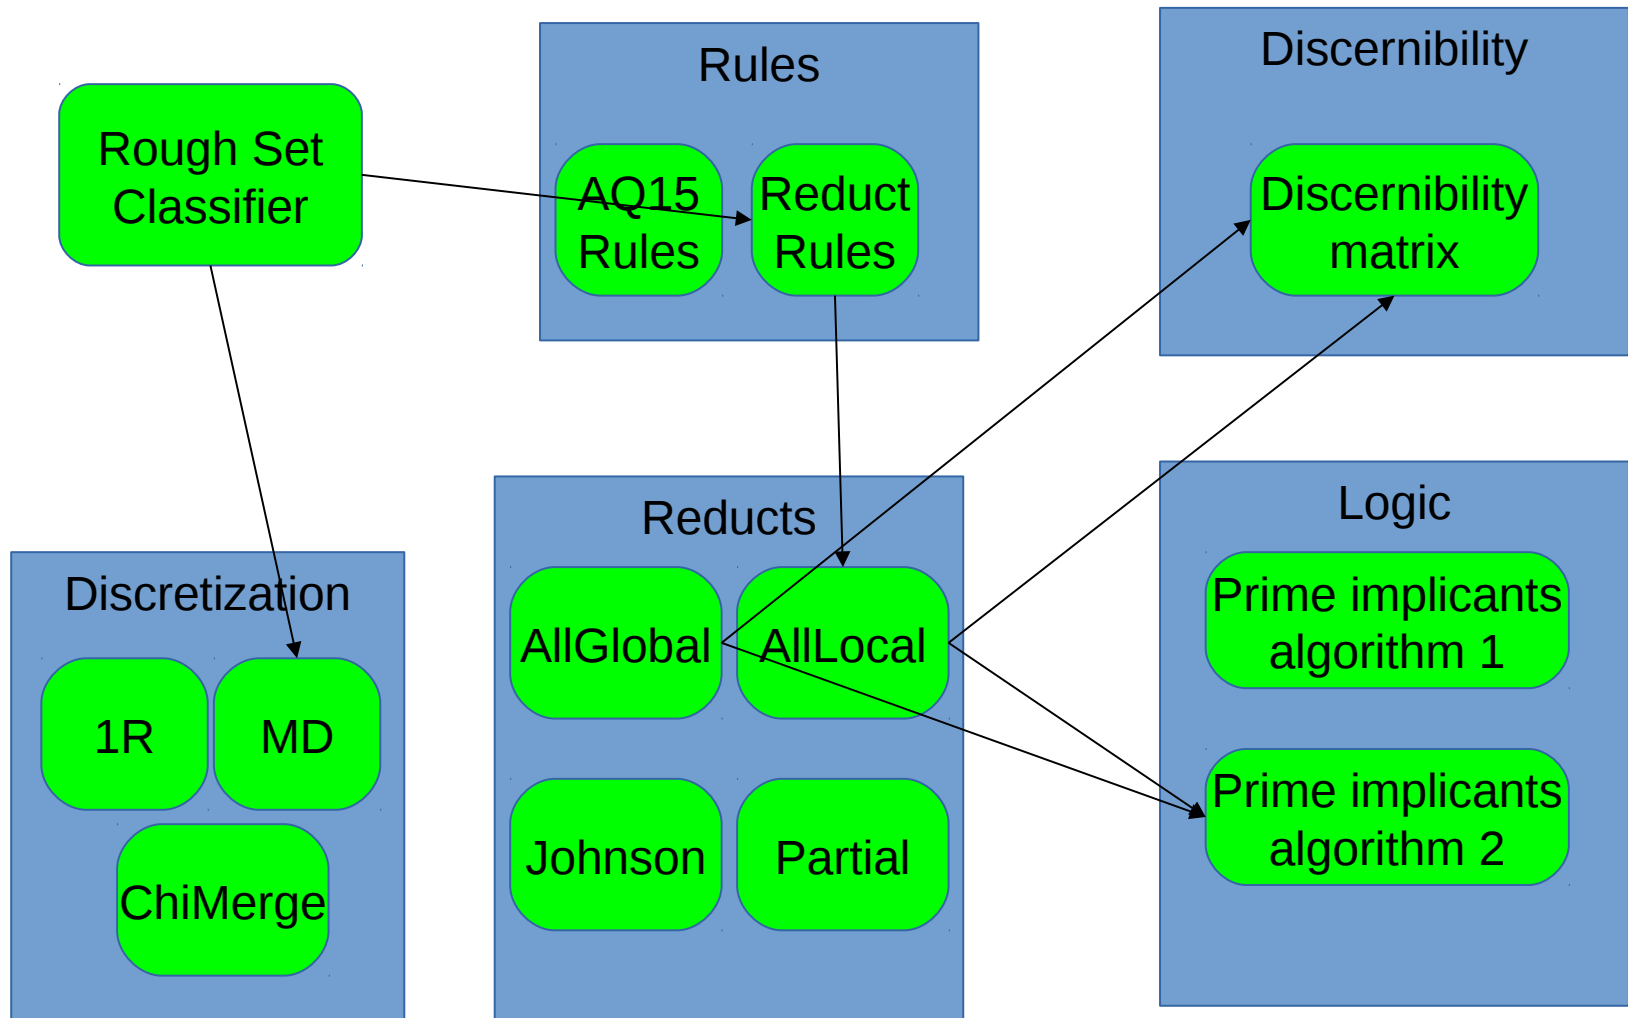 Rough Set
Classifier
Rules
AQ15
Rules
Reduct
Rules
Discernibility
Discernibility
matrix
Discretization
1R
MD
ChiMerge
Reducts
AllGlobal
AllLocal
Johnson
Partial
Logic
Prime implicants
algorithm 1
Prime implicants
algorithm 2